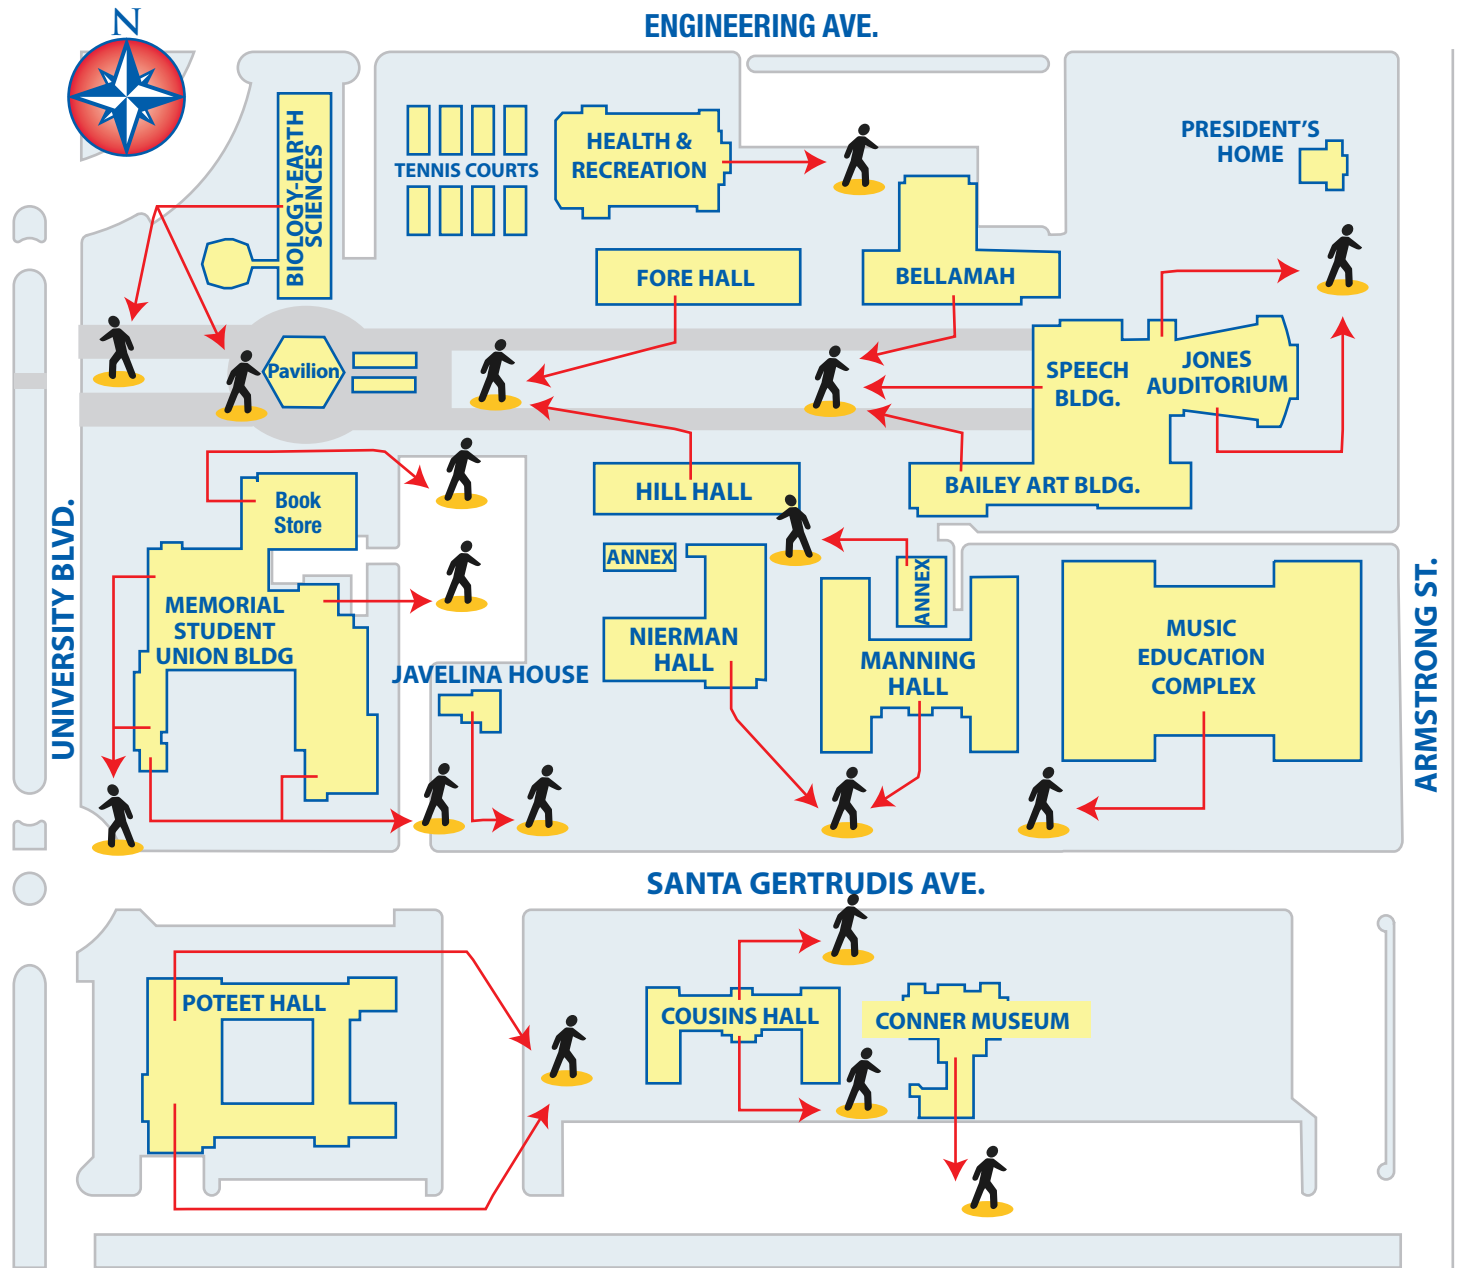 N
ENGINEERING AVE.
BIOLOGY-EARTH
SCIENCES
TENNIS COURTS
HEALTH &
RECREATION
PRESIDENT'S
HOME
FORE HALL
BELLAMAH
Pavilion
SPEECH
BLDG.
JONES
AUDITORIUM
Book
Store
HILL HALL
BAILEY ART BLDG.
UNIVERSITY BLVD.
ANNEX
ANNEX
MEMORIAL
STUDENT
UNION BLDG
NIERMAN
HALL
MANNING
HALL
MUSIC
EDUCATION
COMPLEX
ARMSTRONG ST.
JAVELINA HOUSE
SANTA GERTRUDIS AVE.
POTEET HALL
COUSINS HALL
CONNER MUSEUM